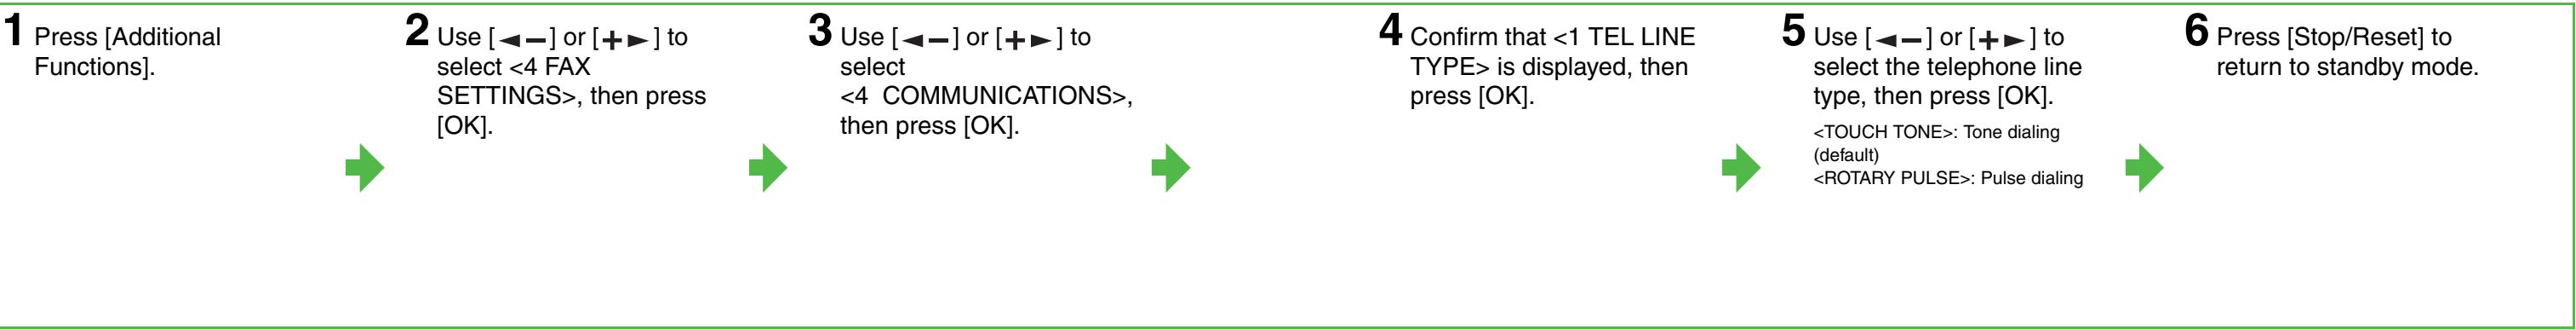 1 Press [Additional
Functions].
2 Use [◄–] or [+►] to
select <4 FAX
SETTINGS>, then press
[OK].
3 Use [◄–] or [+►] to
select
<4 COMMUNICATIONS>,
then press [OK].
4 Confirm that <1 TEL LINE
TYPE> is displayed, then
press [OK].
5 Use [◄–] or [+►] to
select the telephone line
type, then press [OK].
<TOUCH TONE>: Tone dialing
(default)
<ROTARY PULSE>: Pulse dialing
6 Press [Stop/Reset] to
return to standby mode.